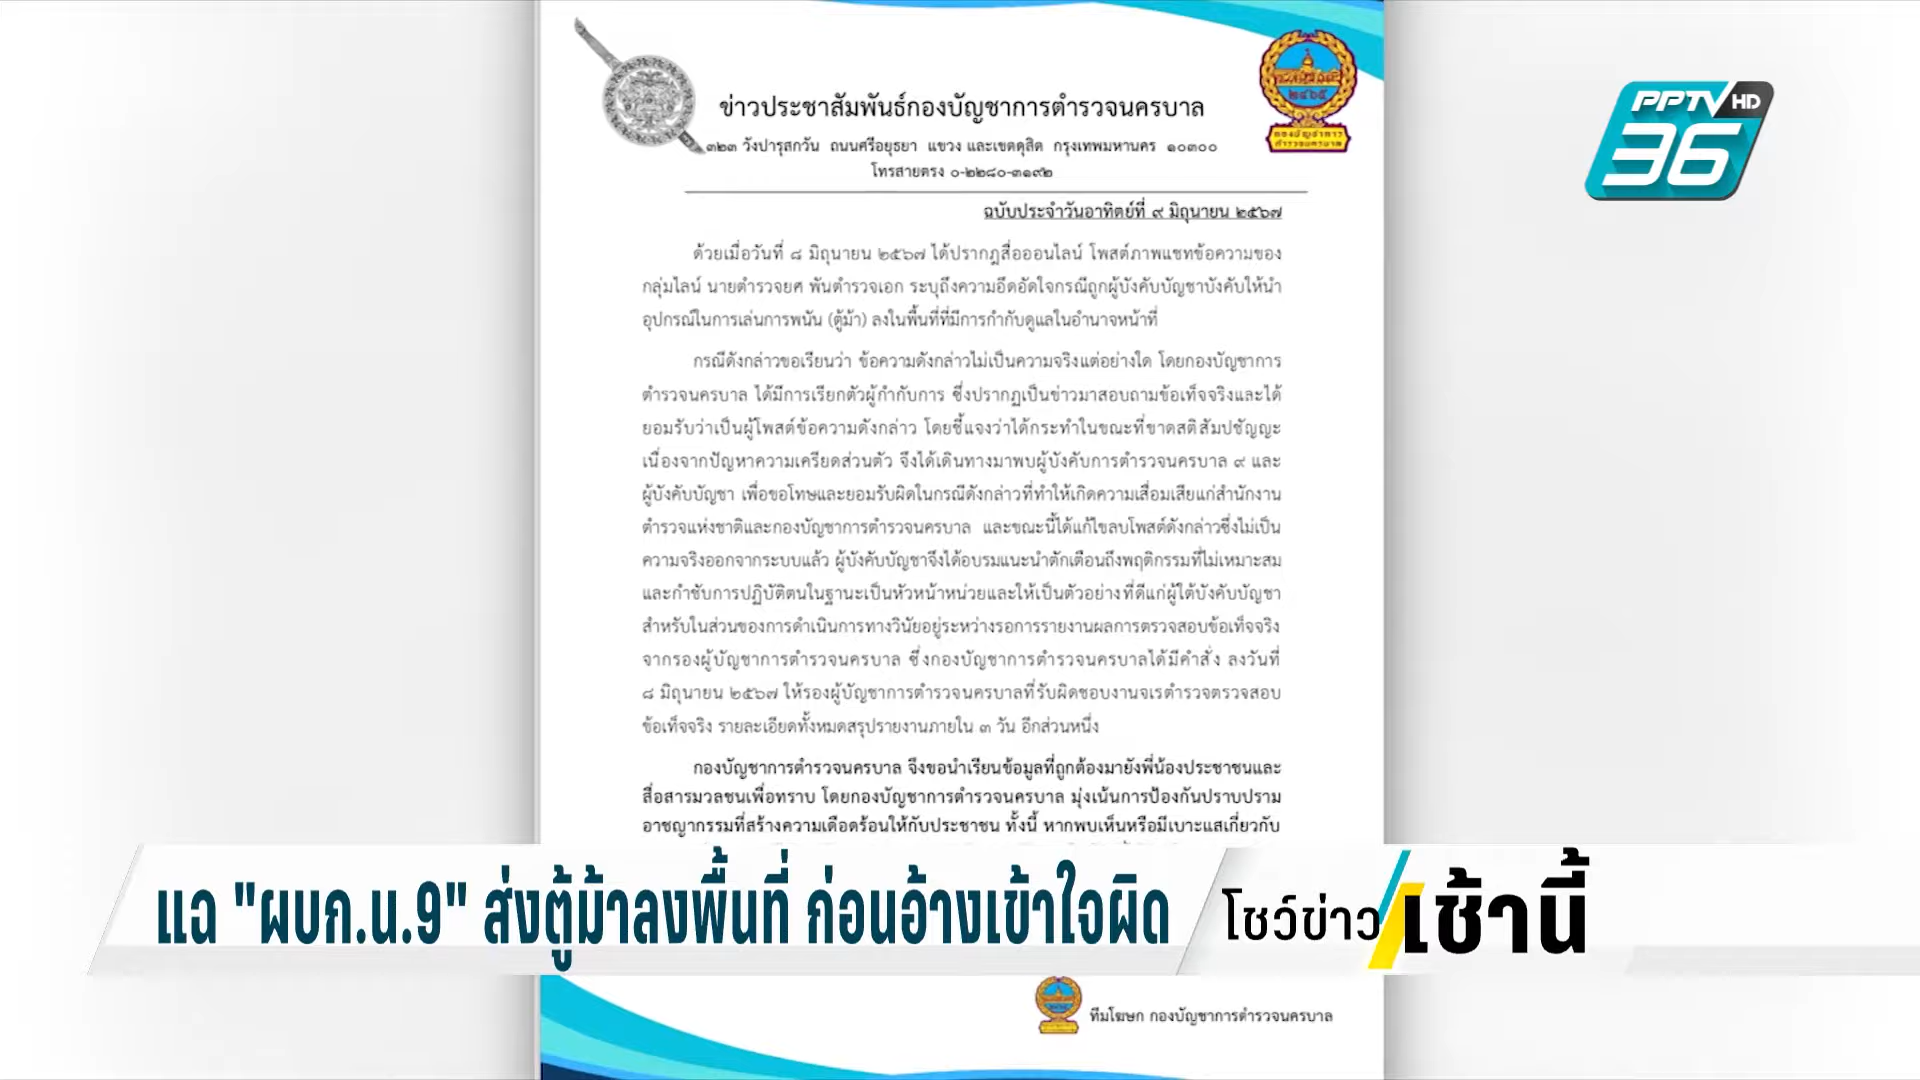 ข่าวประชาสัมพันธ์กองบัญชาการตำรวจนครบาล
๓๒๓ วังปารุสกวัน ถนนศรีอยุธยา แขวง และเขตดุสิต กรุงเทพมหานคร ๑๐๓๐๐
โทรสายตรง ๐-๒๒๘๐-๓๑๙๒
กองบัญชาการ
ตำรวจนครบาล
PPTV HD
36
ฉบับประจำวันอาทิตย์ที่ ๙ มิถุนายน ๒๕๖๗
ด้วยเมื่อวันที่ ๘ มิถุนายน ๒๕๖๗ ได้ปรากฏสื่อออนไลน์ โพสต์ภาพแชทข้อความของ
กลุ่มไลน์ นายตำรวจยศ พันตำรวจเอก ระบุถึงความอึดอัดใจกรณีถูกผู้บังคับบัญชาบังคับให้นำ
อุปกรณ์ในการเล่นการพนัน (ตู้ม้า) ลงในพื้นที่ที่มีการกำกับดูแลในอำนาจหน้าที่
กรณีดังกล่าวขอเรียนว่า ข้อความดังกล่าวไม่เป็นความจริงแต่อย่างใด โดยกองบัญชาการ
ตำรวจนครบาล ได้มีการเรียกตัวผู้กำกับการ ซึ่งปรากฏเป็นข่าวมาสอบถามข้อเท็จจริงและได้
ยอมรับว่าเป็นผู้โพสต์ข้อความดังกล่าว โดยชี้แจงว่าได้กระทำในขณะที่ขาดสติสัมปชัญญะ
เนื่องจากปัญหาความเครียดส่วนตัว จึงได้เดินทางมาพบผู้บังคับการตำรวจนครบาล ๙ และ
ผู้บังคับบัญชา เพื่อขอโทษและยอมรับผิดในกรณีดังกล่าวที่ทำให้เกิดความเสื่อมเสียแก่สำนักงาน
ตำรวจแห่งชาติและกองบัญชาการตำรวจนครบาล และขณะนี้ได้แก้ไขลบโพสต์ดังกล่าวซึ่งไม่เป็น
ความจริงออกจากระบบแล้ว ผู้บังคับบัญชาจึงได้อบรมแนะนำตักเตือนถึงพฤติกรรมที่ไม่เหมาะสม
และกำชับการปฏิบัติตนในฐานะเป็นหัวหน้าหน่วยและให้เป็นตัวอย่างที่ดีแก่ผู้ใต้บังคับบัญชา
สำหรับในส่วนของการดำเนินการทางวินัยอยู่ระหว่างรอการรายงานผลการตรวจสอบข้อเท็จจริง
จากรองผู้บัญชาการตำรวจนครบาล ซึ่งกองบัญชาการตำรวจนครบาลได้มีคำสั่ง ลงวันที่
๘ มิถุนายน ๒๕๖๗ ให้รองผู้บัญชาการตำรวจนครบาลที่รับผิดชอบงานจเรตำรวจตรวจสอบ
ข้อเท็จจริง รายละเอียดทั้งหมดสรุปรายงานภายใน ๓ วัน อีกส่วนหนึ่ง
กองบัญชาการตำรวจนครบาล จึงขอนำเรียนข้อมูลที่ถูกต้องมายังพี่น้องประชาชนและ
สื่อสารมวลชนเพื่อทราบ โดยกองบัญชาการตำรวจนครบาล มุ่งเน้นการป้องกันปราบปราม
อาชญากรรมที่สร้างความเดือดร้อนให้กับประชาชน ทั้งนี้ หากพบเห็นหรือมีเบาะแสเกี่ยวกับ
แฉ "ผบก.น.9" ส่งตู้ม้าลงพื้นที่ ก่อนอ้างเข้าใจผิด
โชว์ข่าว เช้านี้
ทีมโฆษก กองบัญชาการตำรวจนครบาล